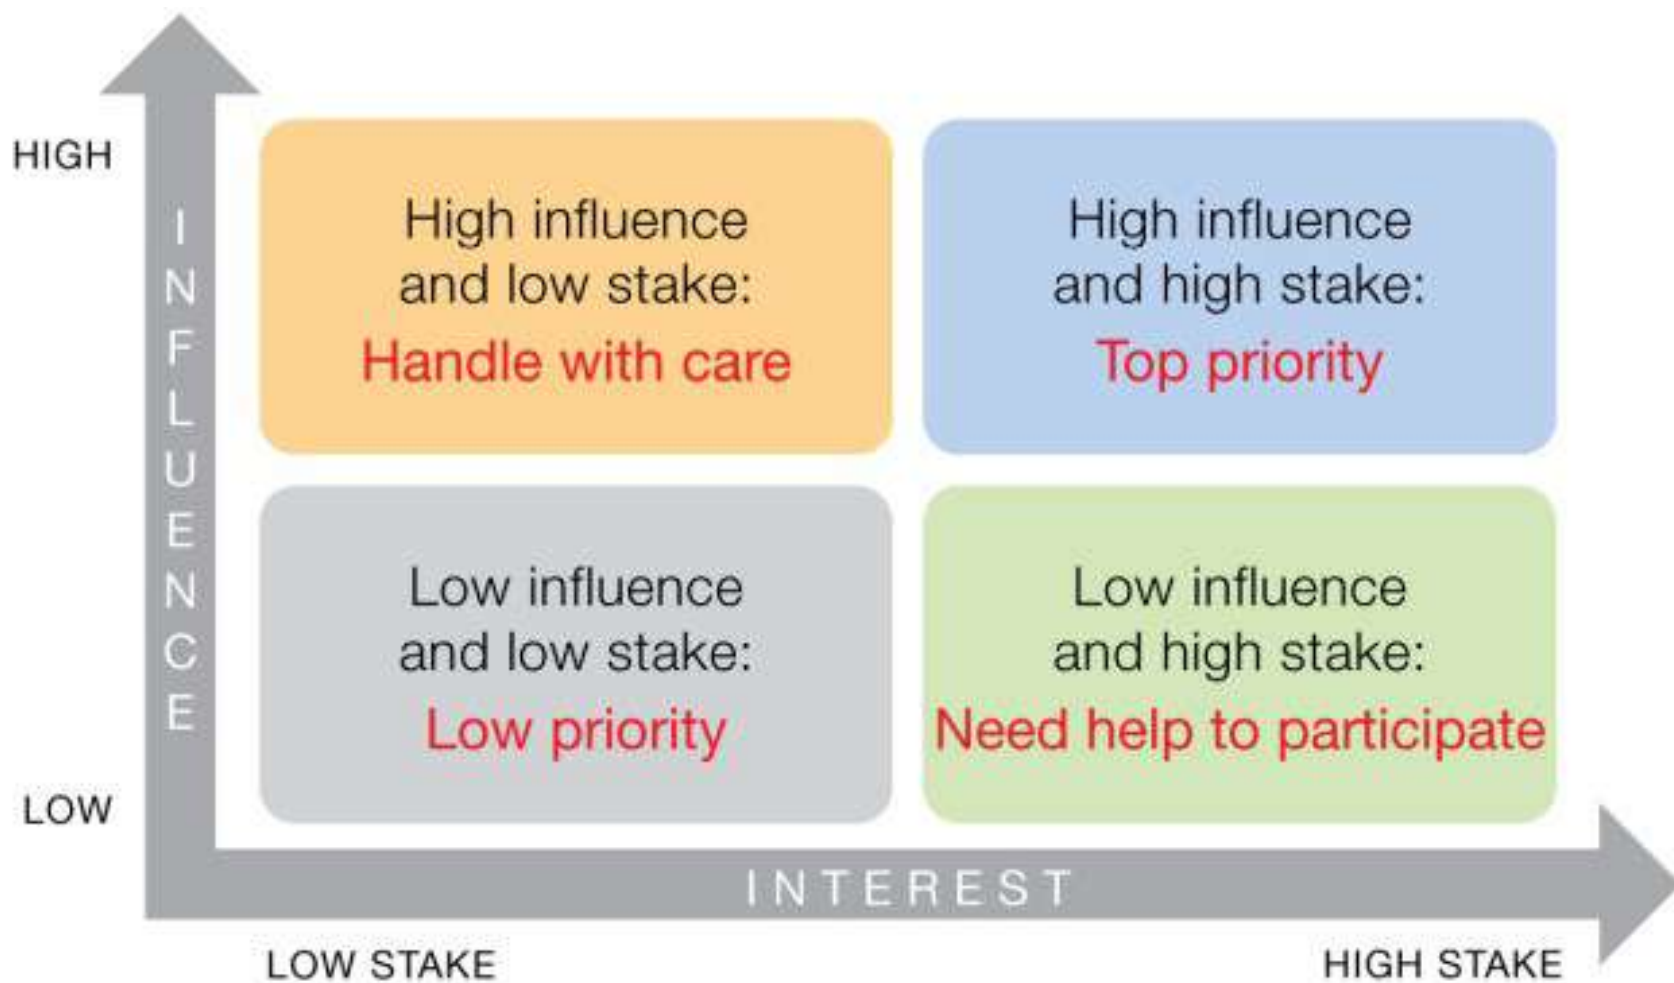 HIGH
INFLUENCE
High influence
and low stake:
Handle with care
High influence
and high stake:
Top priority
Low influence
and low stake:
Low priority
Low influence
and high stake:
Need help to participate
LOW
INTEREST
LOW STAKE
HIGH STAKE